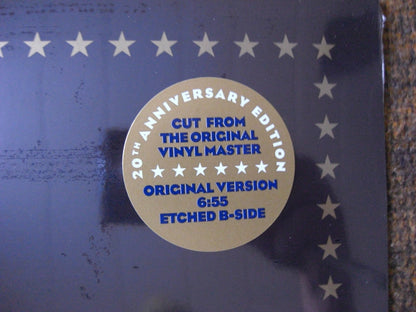 20TH ANNIVERSARY EDITION
CUT FROM
THE ORIGINAL
VINYL MASTER
ORIGINAL VERSION
6:55
ETCHED B-SIDE